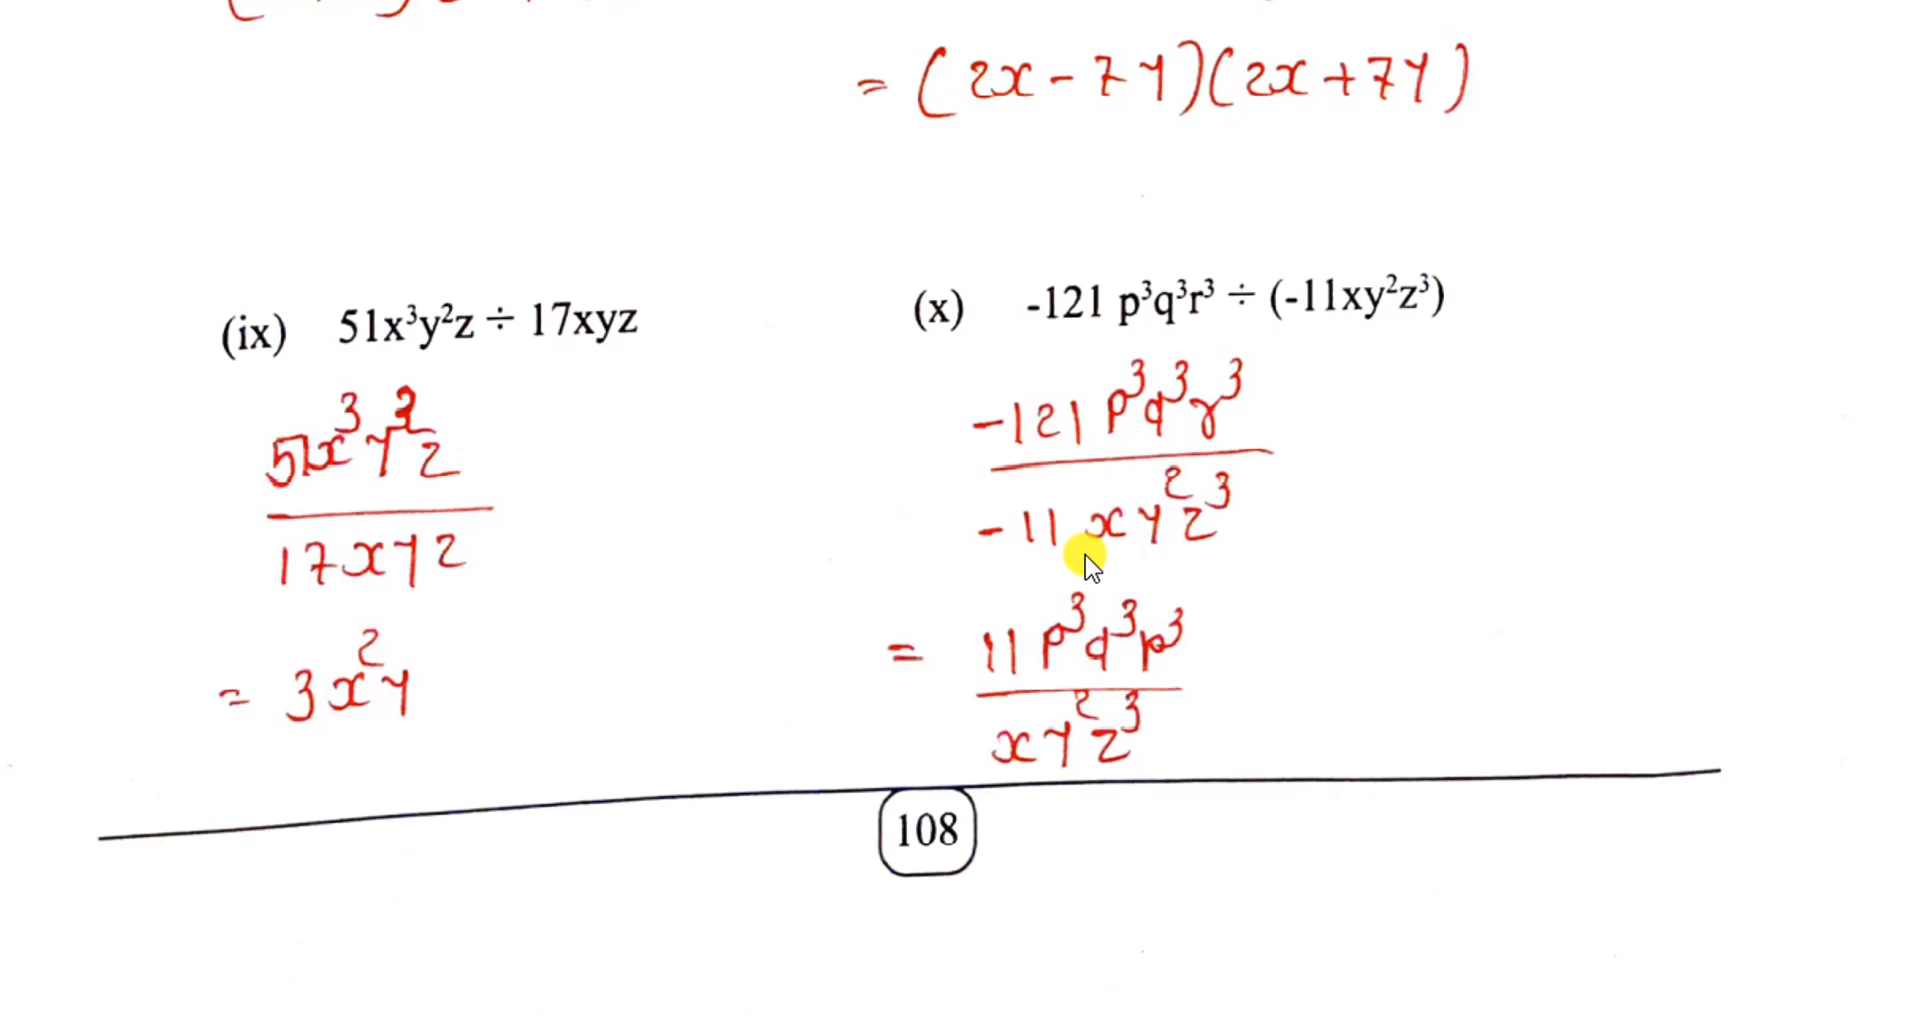 = (2x - 7y)(2x + 7y)
(ix) 51x³y²z ÷ 17xyz
51x³y²z
17xyz
= 3x²y
(x) -121 p³q³r³ ÷ (-11xy²z³)
-121 p³q³r³
-11 xy²z³
= 11 p³q³p³
xy²z³
108